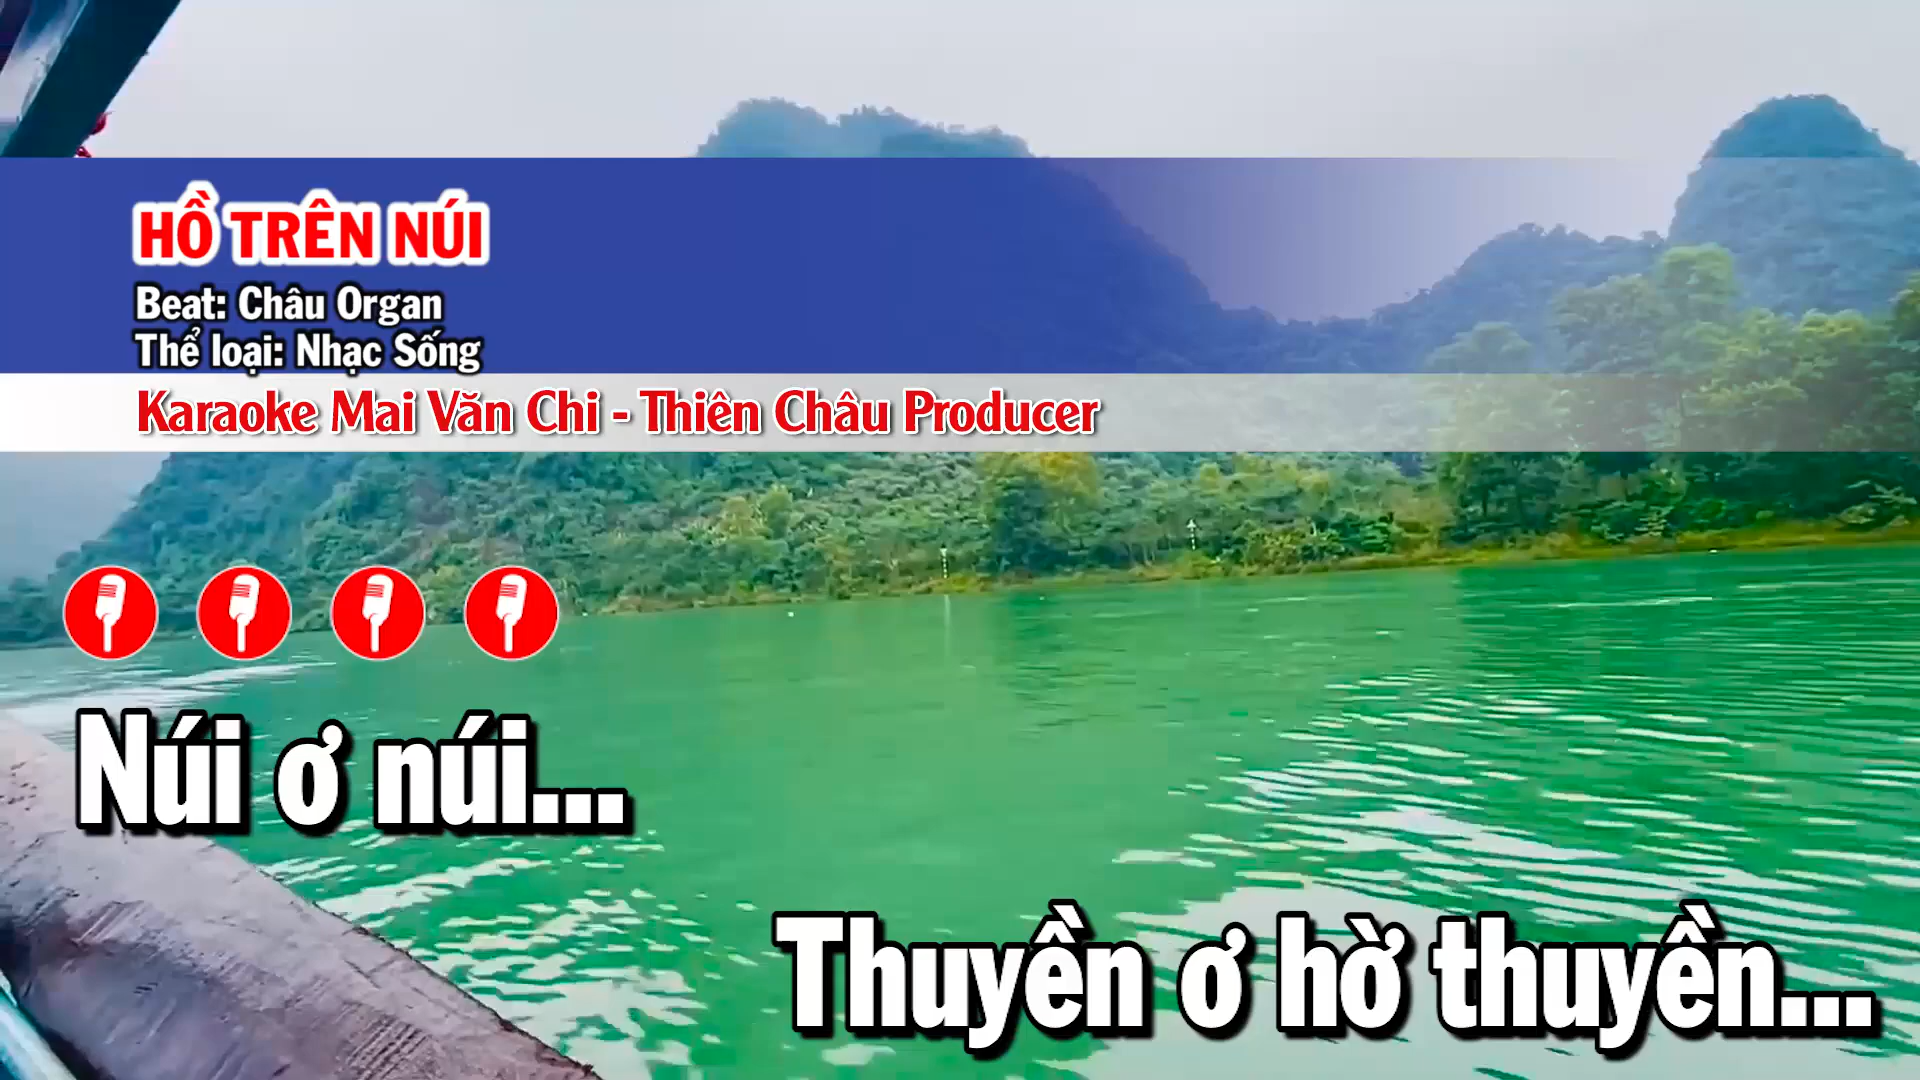 HỒ TRÊN NÚI
Beat: Châu Organ
Thể loại: Nhạc Sống
Karaoke Mai Văn Chi - Thiên Châu Producer
Núi ơ núi...
Thuyền ơ hờ thuyền...